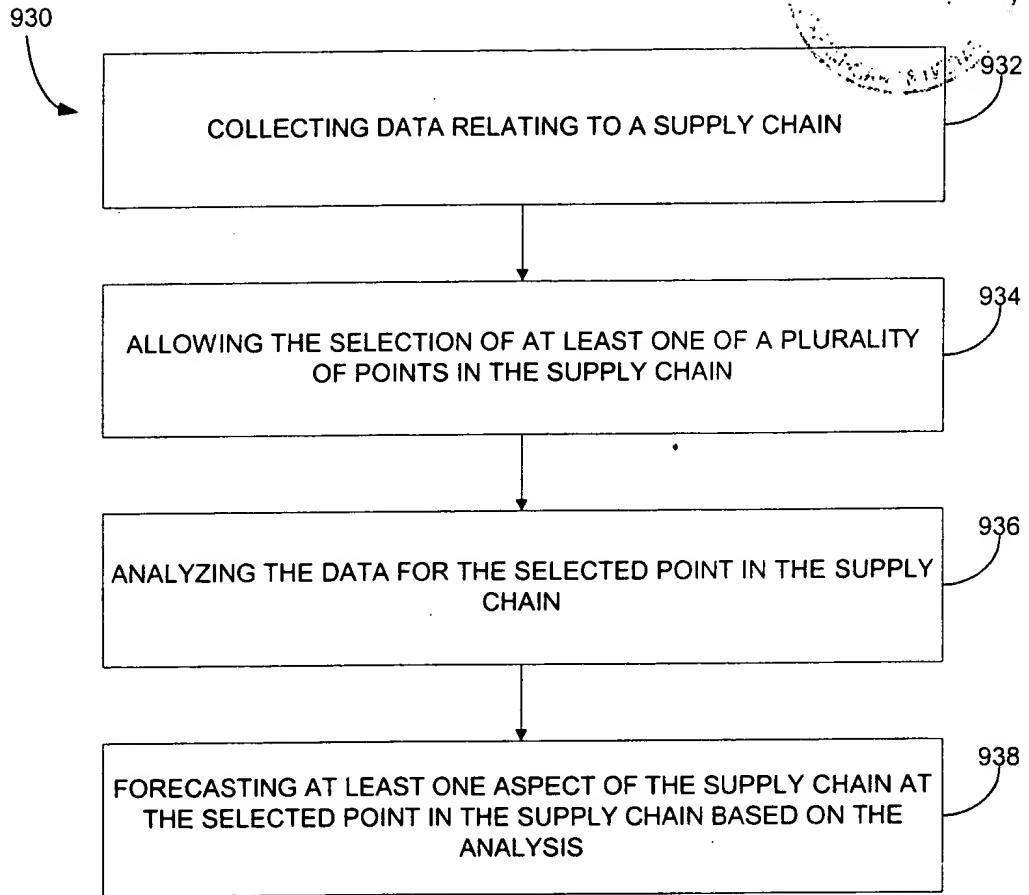 930
932
COLLECTING DATA RELATING TO A SUPPLY CHAIN
934
ALLOWING THE SELECTION OF AT LEAST ONE OF A PLURALITY
OF POINTS IN THE SUPPLY CHAIN
936
ANALYZING THE DATA FOR THE SELECTED POINT IN THE SUPPLY
CHAIN
938
FORECASTING AT LEAST ONE ASPECT OF THE SUPPLY CHAIN AT
THE SELECTED POINT IN THE SUPPLY CHAIN BASED ON THE
ANALYSIS